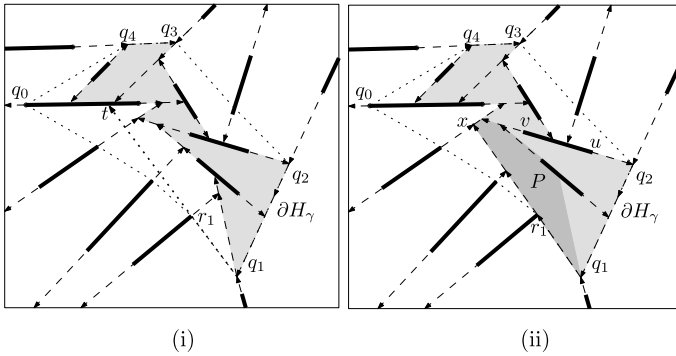 q₄ q₃
q₀
t
q₂
r₁ ∂Hᵧ
q₁
(i)
q₄ q₃
q₀
x v u
q₂
P
r₁ ∂Hᵧ
q₁
(ii)